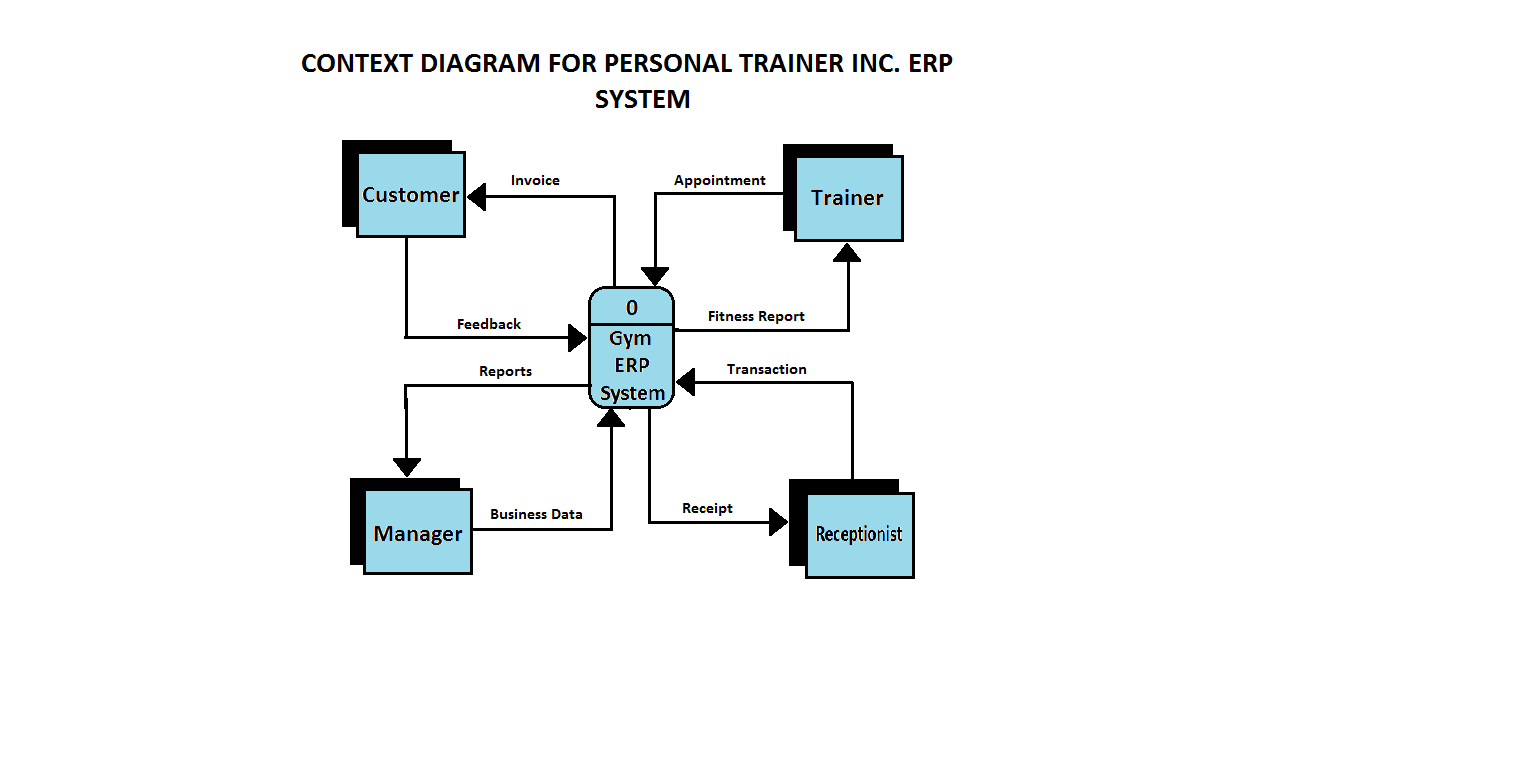 CONTEXT DIAGRAM FOR PERSONAL TRAINER INC. ERP
SYSTEM
Customer
Invoice
Appointment
Trainer
0
Gym
ERP
System
Feedback
Fitness Report
Reports
Transaction
Manager
Business Data
Receipt
Receptionist